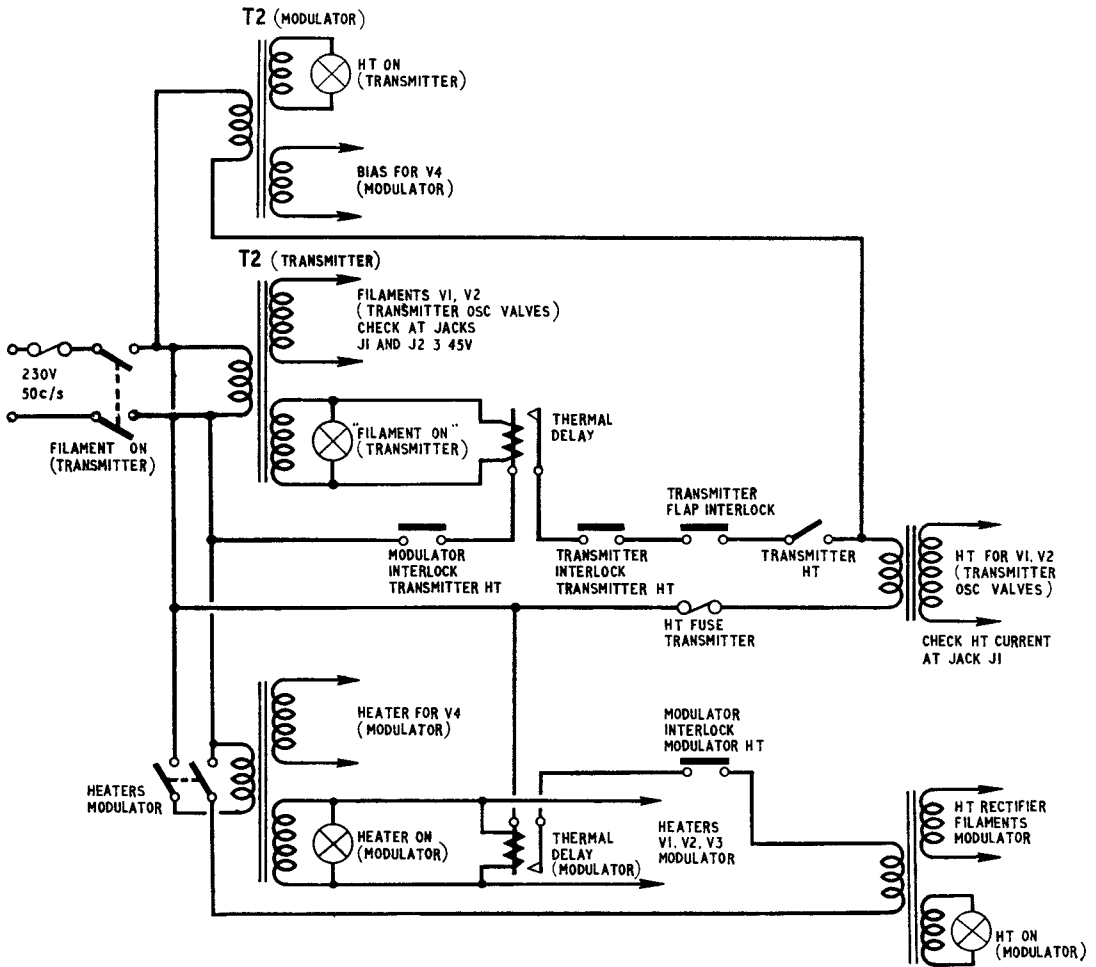 T2 (MODULATOR)
HT ON
(TRANSMITTER)
BIAS FOR V4
(MODULATOR)
T2 (TRANSMITTER)
FILAMENTS V1, V2
(TRANSMITTER OSC VALVES)
CHECK AT JACKS
J1 AND J2 3 45V
230V
50c/s
FILAMENT ON
(TRANSMITTER)
"FILAMENT ON"
(TRANSMITTER)
THERMAL
DELAY
TRANSMITTER
FLAP INTERLOCK
MODULATOR
INTERLOCK
TRANSMITTER HT
TRANSMITTER
INTERLOCK
TRANSMITTER HT
TRANSMITTER
HT
HT FOR V1. V2
(TRANSMITTER
OSC VALVES)
HT FUSE
TRANSMITTER
CHECK HT CURRENT
AT JACK J1
HEATER FOR V4
(MODULATOR)
MODULATOR
INTERLOCK
MODULATOR HT
HEATERS
MODULATOR
HEATER ON
(MODULATOR)
THERMAL
DELAY
(MODULATOR)
HEATERS
V1, V2, V3
MODULATOR
HT RECTIFIER
FILAMENTS
MODULATOR
HT ON
(MODULATOR)